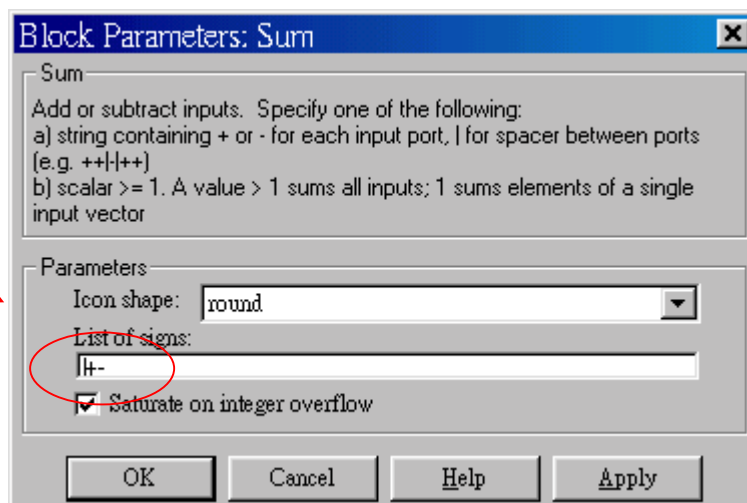 Block Parameters: Sum
Sum
Add or subtract inputs. Specify one of the following:
a) string containing + or - for each input port, | for spacer between ports
(e.g. ++|-|++)
b) scalar >= 1. A value > 1 sums all inputs; 1 sums elements of a single
input vector
Parameters
Icon shape: round
List of signs:
|+-
Saturate on integer overflow
OK Cancel Help Apply